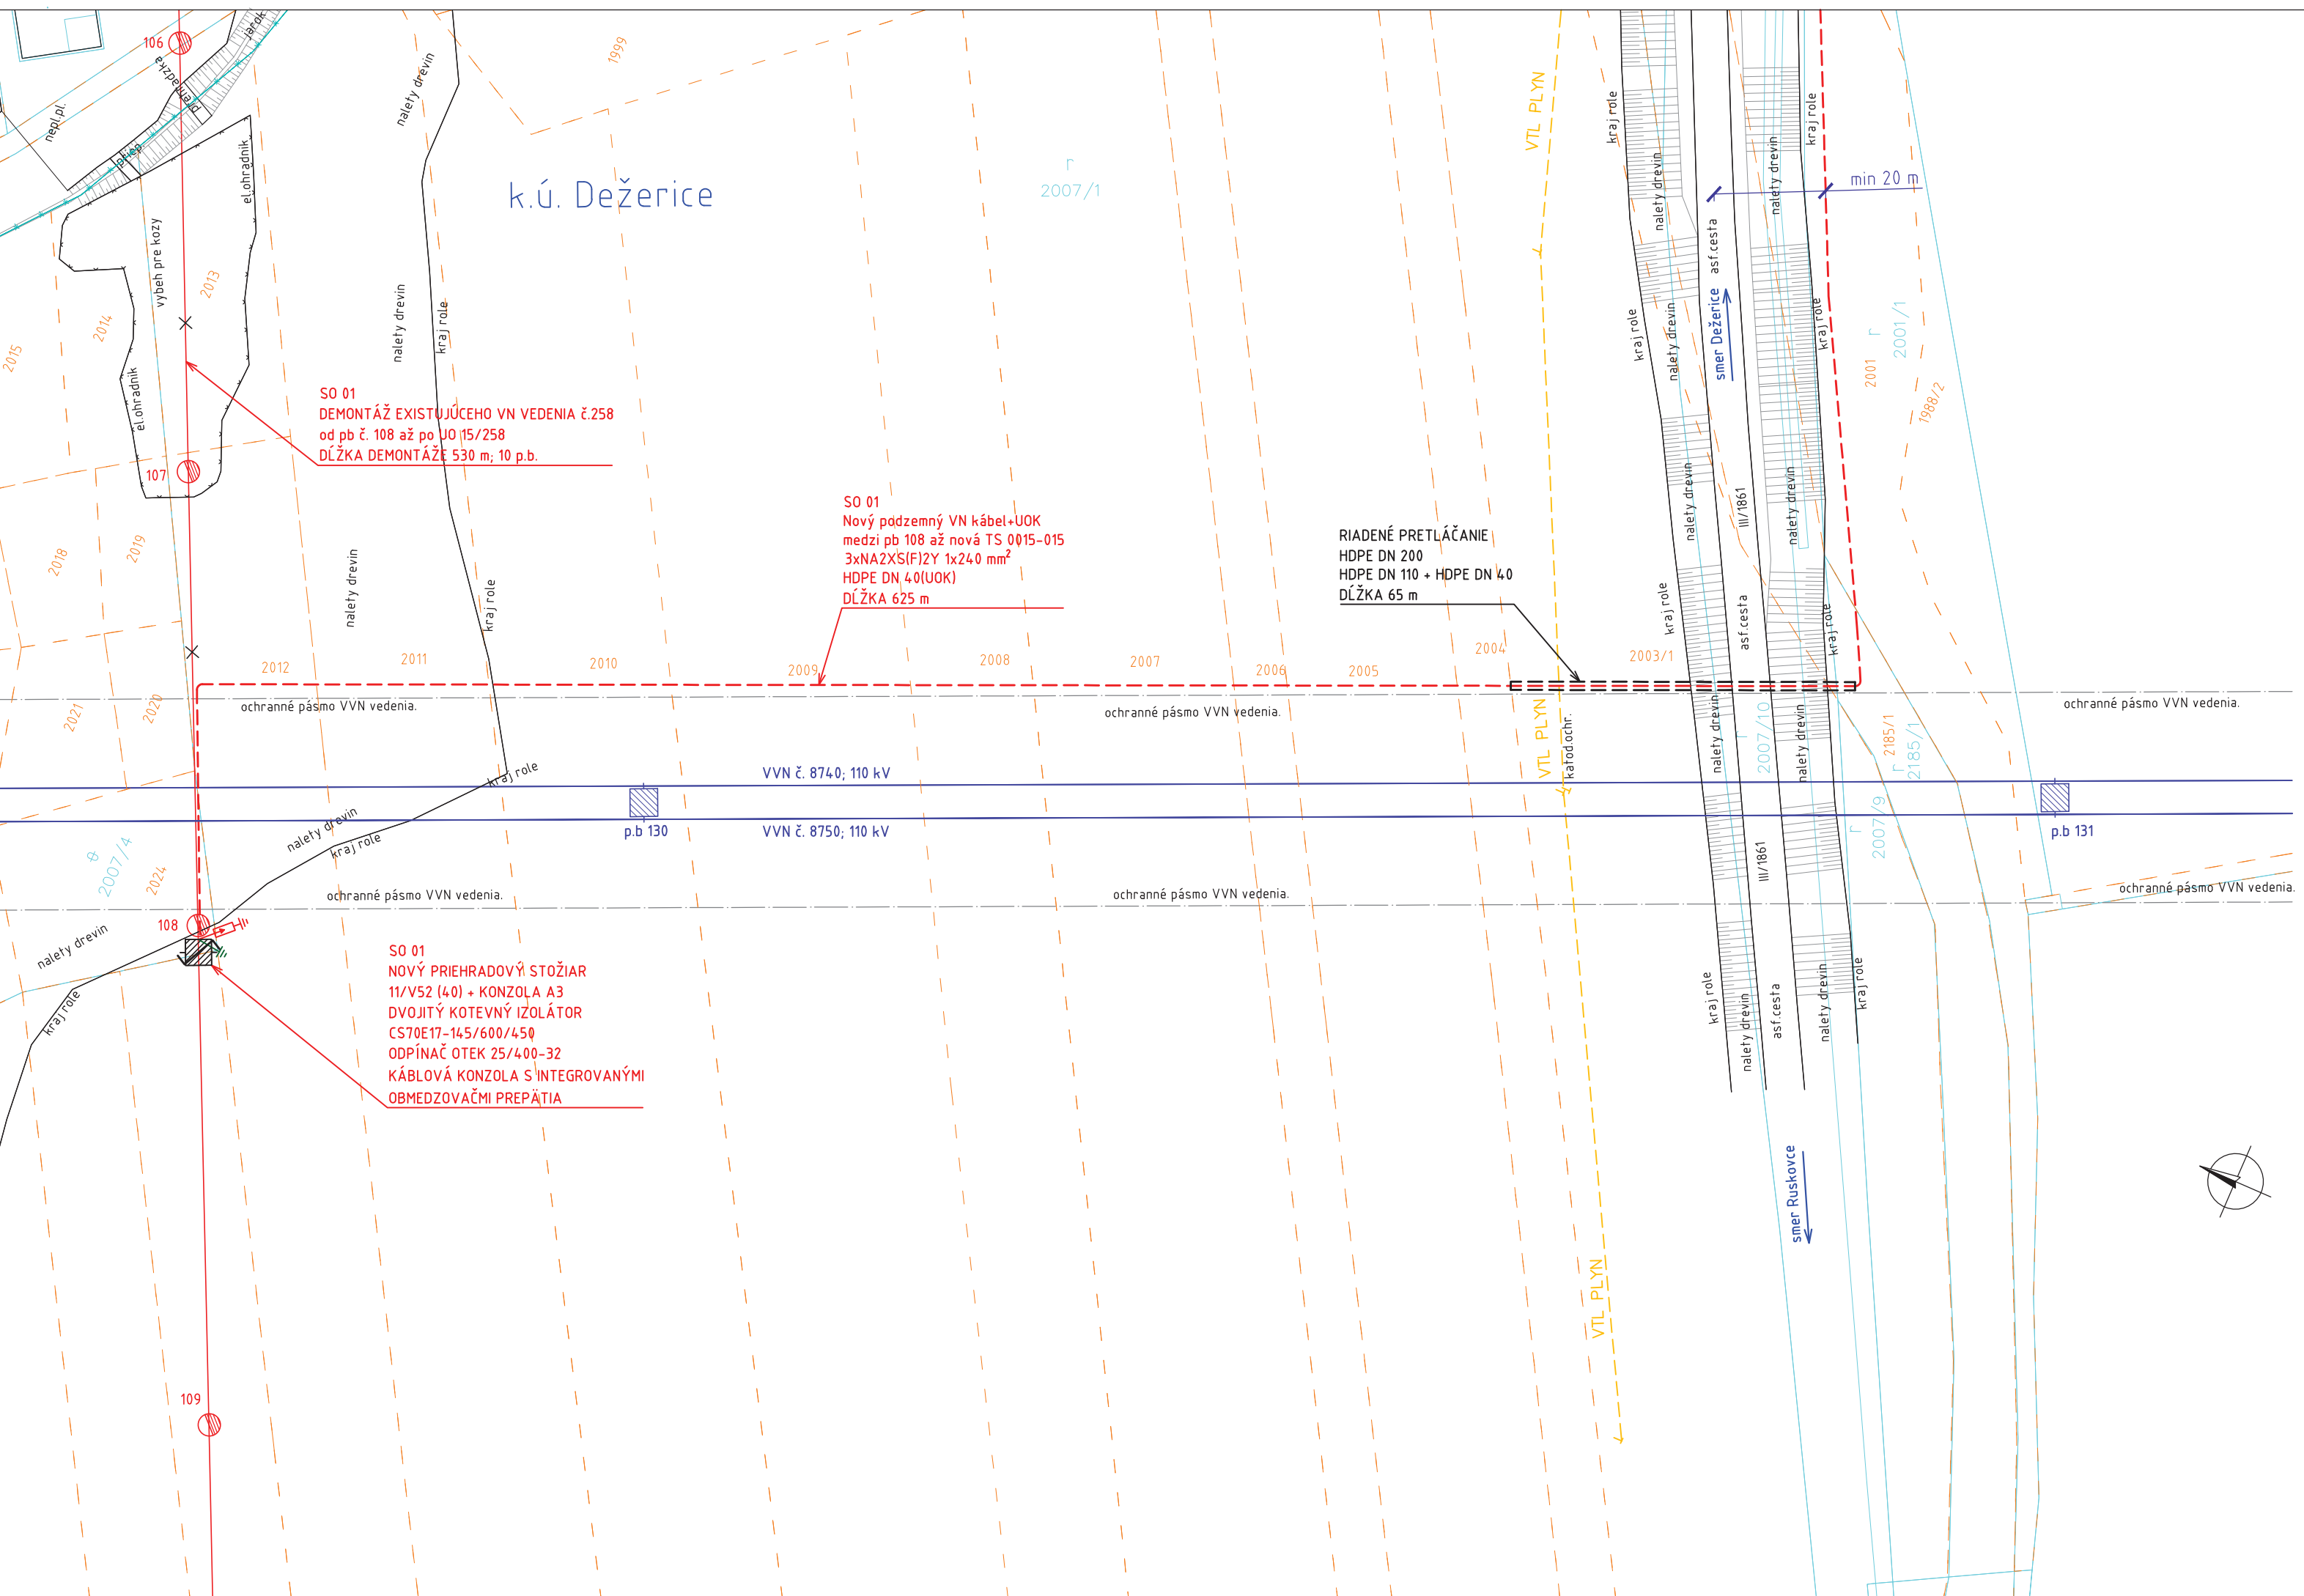 106
jarok
prehradzka
nepl.pl.
priep.
el.ohradnik
vybeh pre kozy
2013
2014
2015
el.ohradnik
107
nalety drevin
1999
k.ú. Dežerice
r
2007/1
VTL PLYN
kraj role
nalety drevin
nalety drevin
kraj role
min 20 m
asf.cesta
smer Dežerice
nalety drevin
kraj role
kraj role
2001
r
2001/1
1988/2
nalety drevin
kraj role
SO 01
DEMONTÁŽ EXISTUJÚCEHO VN VEDENIA č.258
od pb č. 108 až po UO 15/258
DĹŽKA DEMONTÁŽE 530 m; 10 p.b.
SO 01
Nový podzemný VN kábel+UOK
medzi pb 108 až nová TS 0015-015
3xNA2XS(F)2Y 1x240 mm²
HDPE DN 40(UOK)
DĹŽKA 625 m
RIADENÉ PRETLÁČANIE
HDPE DN 200
HDPE DN 110 + HDPE DN 40
DĹŽKA 65 m
nalety drevin
III/1861
nalety drevin
2018
2019
nalety drevin
kraj role
kraj role
asf.cesta
kraj role
2012
2011
2010
2009
2008
2007
2006
2005
2004
2003/1
2021
2020
ochranné pásmo VVN vedenia.
ochranné pásmo VVN vedenia.
ochranné pásmo VVN vedenia.
VTL PLYN
katod.ochr.
nalety drevin
r
2007/10
nalety drevin
2185/1
r
2185/1
VVN č. 8740; 110 kV
kraj role
p.b 130
VVN č. 8750; 110 kV
p.b 131
nalety drevin
kraj role
2007/4
2024
III/1861
r
2007/9
ochranné pásmo VVN vedenia.
ochranné pásmo VVN vedenia.
ochranné pásmo VVN vedenia.
108
nalety drevin
kraj role
SO 01
NOVÝ PRIEHRADOVÝ STOŽIAR
11/V52 (40) + KONZOLA A3
DVOJITÝ KOTEVNÝ IZOLÁTOR
CS70E17-145/600/450
ODPÍNAČ OTEK 25/400-32
KÁBLOVÁ KONZOLA S INTEGROVANÝMI
OBMEDZOVAČMI PREPÄTIA
kraj role
nalety drevin
asf.cesta
nalety drevin
kraj role
smer Ruskovce
VTL PLYN
109